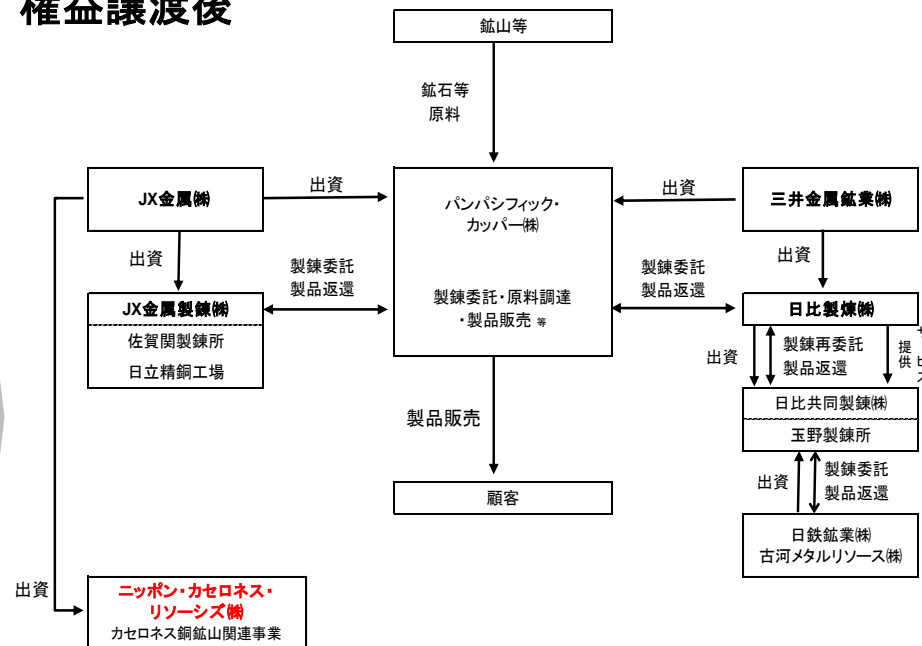 権益譲渡後
鉱山等
鉱石等
原料
JX金属㈱
出資
パンパシフィック・
カッパー㈱
製錬委託・原料調達
・製品販売 等
出資
三井金属鉱業㈱
出資
製錬委託
製品返還
JX金属製錬㈱
佐賀関製錬所
日立精銅工場
製錬委託
製品返還
出資
日比製煉㈱
出資
製錬再委託
製品返還
提供
日比共同製錬㈱
玉野製錬所
製品販売
顧客
出資
製錬委託
製品返還
日鉄鉱業㈱
古河メタルリソース㈱
出資
ニッポン・カセロネス・
リソーシズ㈱
カセロネス銅鉱山関連事業